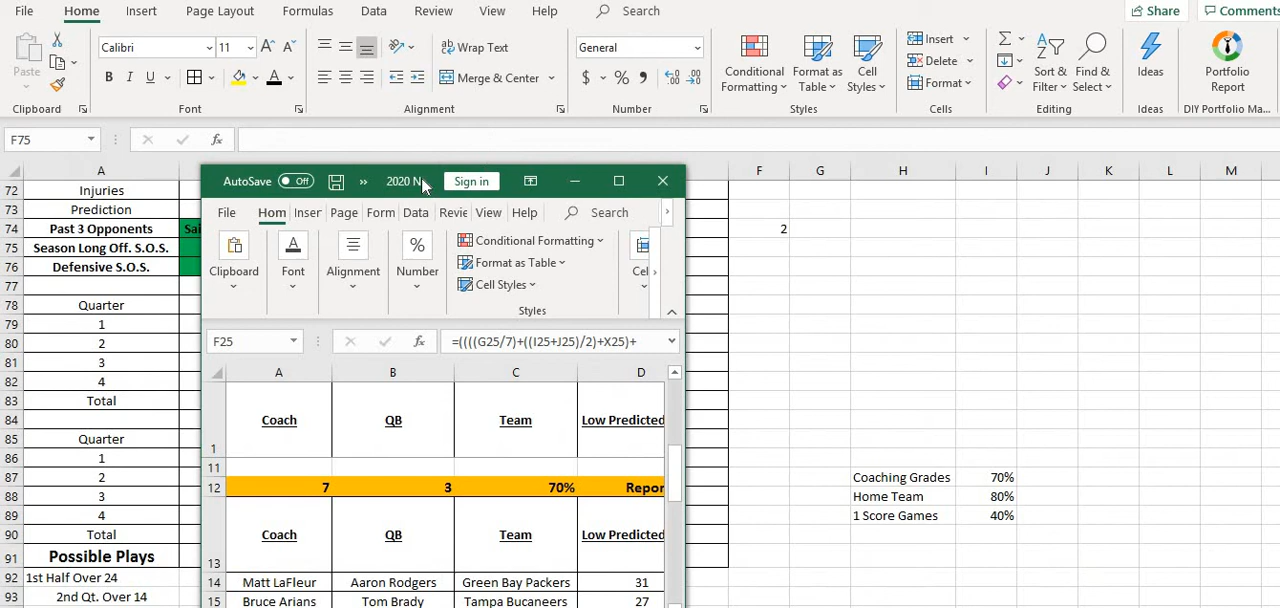 File Home Insert Page Layout Formulas Data Review View Help Search Share Comments
Paste Calibri 11 A A Wrap Text General Insert
B I U A Merge & Center $ % Conditional Formatting Format as Table Cell Styles Delete Format Sort & Filter Find & Select Ideas Portfolio Report
Clipboard Font Alignment Number Styles Cells Editing Ideas DIY Portfolio Ma...
F75 fx
A F G H I J K L M
72 Injuries
73 Prediction
74 Past 3 Opponents 2
75 Season Long Off. S.O.S.
76 Defensive S.O.S.
77
78 Quarter
79 1
80 2
81 3
82 4
83 Total
84
85 Quarter
86 1
87 2 Coaching Grades 70%
88 3 Home Team 80%
89 4 1 Score Games 40%
90 Total
91 Possible Plays
92 1st Half Over 24
93 2nd Qt. Over 14
AutoSave Off » 2020 N Sign in
File Hom Inser Page Form Data Revie View Help Search
Clipboard Font Alignment Number Conditional Formatting
Format as Table
Cell Styles
Cel
Styles
F25 fx =((((G25/7)+((I25+J25)/2)+X25)+
A B C D
1 Coach QB Team Low Predicted
11
12 7 3 70% Repor
13 Coach QB Team Low Predicted
14 Matt LaFleur Aaron Rodgers Green Bay Packers 31
15 Bruce Arians Tom Brady Tampa Bucaneers 27